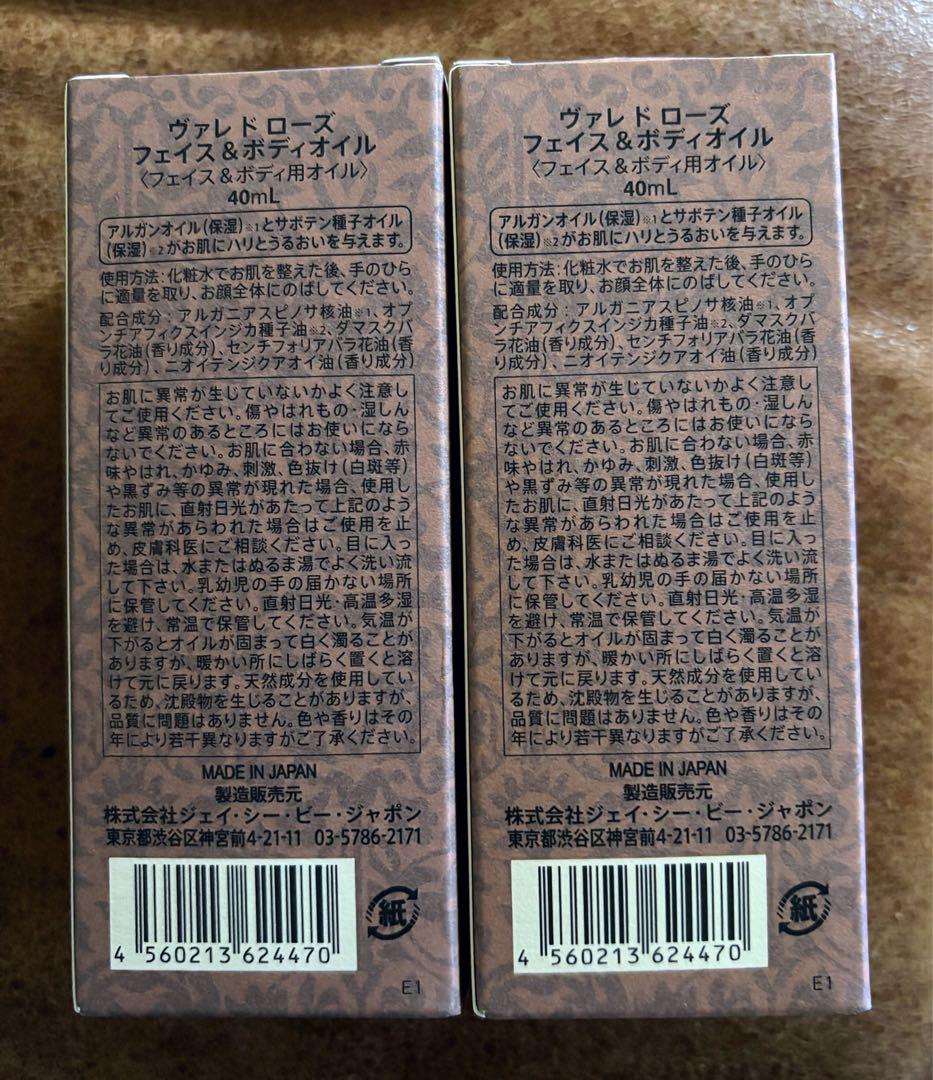 ヴァレ ド ローズ
フェイス&ボディオイル
〈フェイス&ボディ用オイル〉
40mL
アルガンオイル(保湿)※1とサボテン種子オイル
(保湿)※2がお肌にハリとうるおいを与えます。
使用方法:化粧水でお肌を整えた後、手のひら
に適量を取り、お顔全体にのばしてください。
配合成分:アルガニアスピノサ核油※1、オプ
ンチアフィクスインジカ種子油※2、ダマスクバ
ラ花油(香り成分)、センチフォリアバラ花油(香
り成分)、ニオイテンジクアオイ油(香り成分)
お肌に異常が生じていないかよく注意し
てご使用ください。傷やはれもの・湿しん
など異常のあるところにはお使いになら
ないでください。お肌に合わない場合、赤
味やはれ、かゆみ、刺激、色抜け(白斑等)
や黒ずみ等の異常が現れた場合、使用し
たお肌に、直射日光があたって上記のよう
な異常があらわれた場合はご使用を止
め、皮膚科医にご相談ください。目に入っ
た場合は、水またはぬるま湯でよく洗い流
して下さい。乳幼児の手の届かない場所
に保管してください。直射日光・高温多湿
を避け、常温で保管してください。気温が
下がるとオイルが固まって白く濁ることが
ありますが、暖かい所にしばらく置くと溶
けて元に戻ります。天然成分を使用してい
るため、沈殿物を生じることがありますが、
品質に問題はありません。色や香りはその
年により若干異なりますがご了承ください。
MADE IN JAPAN
製造販売元
株式会社ジェイ・シー・ビー・ジャポン
東京都渋谷区神宮前4-21-11 03-5786-2171
4 560213 624470
紙
E1
ヴァレ ド ローズ
フェイス&ボディオイル
〈フェイス&ボディ用オイル〉
40mL
アルガンオイル(保湿)※1とサボテン種子オイル
(保湿)※2がお肌にハリとうるおいを与えます。
使用方法:化粧水でお肌を整えた後、手のひら
に適量を取り、お顔全体にのばしてください。
配合成分:アルガニアスピノサ核油※1、オプ
ンチアフィクスインジカ種子油※2、ダマスクバ
ラ花油(香り成分)、センチフォリアバラ花油(香
り成分)、ニオイテンジクアオイ油(香り成分)
お肌に異常が生じていないかよく注意し
てご使用ください。傷やはれもの・湿しん
など異常のあるところにはお使いになら
ないでください。お肌に合わない場合、赤
味やはれ、かゆみ、刺激、色抜け(白斑等)
や黒ずみ等の異常が現れた場合、使用し
たお肌に、直射日光があたって上記のよう
な異常があらわれた場合はご使用を止
め、皮膚科医にご相談ください。目に入っ
た場合は、水またはぬるま湯でよく洗い流
して下さい。乳幼児の手の届かない場所
に保管してください。直射日光・高温多湿
を避け、常温で保管してください。気温が
下がるとオイルが固まって白く濁ることが
ありますが、暖かい所にしばらく置くと溶
けて元に戻ります。天然成分を使用してい
るため、沈殿物を生じることがありますが、
品質に問題はありません。色や香りはその
年により若干異なりますがご了承ください。
MADE IN JAPAN
製造販売元
株式会社ジェイ・シー・ビー・ジャポン
東京都渋谷区神宮前4-21-11 03-5786-2171
4 560213 624470
紙
E1